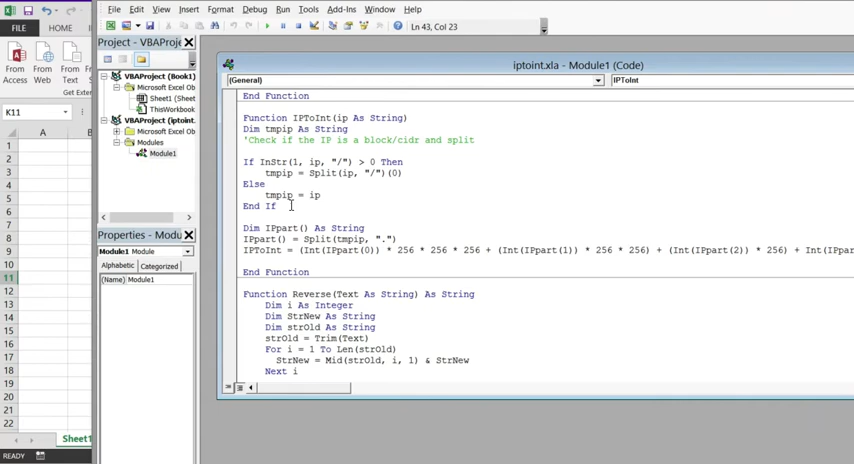 File Edit View Insert Format Debug Run Tools Add-Ins Window Help
Ln 43, Col 23
FILE HOME
From Access From Web From Text
Get Exter
K11
A
1
2
3
4
5
6
7
8
9
10
11
12
13
14
15
16
17
18
19
20
21
22
Sheet1
READY
Project - VBAProje
VBAProject (Book1)
Microsoft Excel Ob
Sheet1 (Sheet
ThisWorkbook
VBAProject (iptoint.
Microsoft Excel Ob
Modules
Module1
Properties - Modu
Module1 Module
Alphabetic Categorized
(Name) Module1
iptoint.xla - Module1 (Code)
(General) IPToInt
End Function
Function IPToInt(ip As String)
Dim tmpip As String
'Check if the IP is a block/cidr and split
If InStr(1, ip, "/") > 0 Then
tmpip = Split(ip, "/")(0)
Else
tmpip = ip
End If
Dim IPpart() As String
IPpart() = Split(tmpip, ".")
IPToInt = (Int(IPpart(0)) * 256 * 256 * 256 + (Int(IPpart(1)) * 256 * 256) + (Int(IPpart(2)) * 256) + Int(IPpar
End Function
Function Reverse(Text As String) As String
Dim i As Integer
Dim StrNew As String
Dim strOld As String
strOld = Trim(Text)
For i = 1 To Len(strOld)
StrNew = Mid(strOld, i, 1) & StrNew
Next i